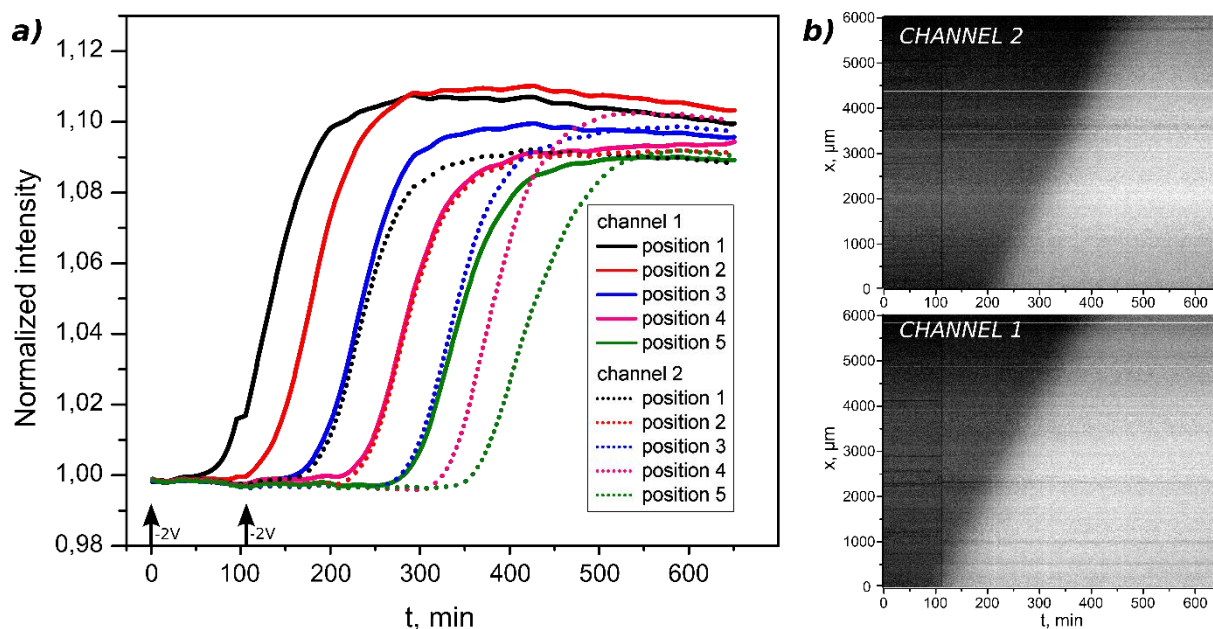 a)
Normalized intensity
1,13
1,12
1,10
1,08
1,06
1,04
1,02
1,00
0,98
-2V
-2V
0 100 200 300 400 500 600
t, min
channel 1
position 1
position 2
position 3
position 4
position 5
channel 2
position 1
position 2
position 3
position 4
position 5
b)
CHANNEL 2
x, µm
6000
5000
4000
3000
2000
1000
0
0 100 200 300 400 500 600
CHANNEL 1
x, µm
6000
5000
4000
3000
2000
1000
0
0 100 200 300 400 500 600
t, min